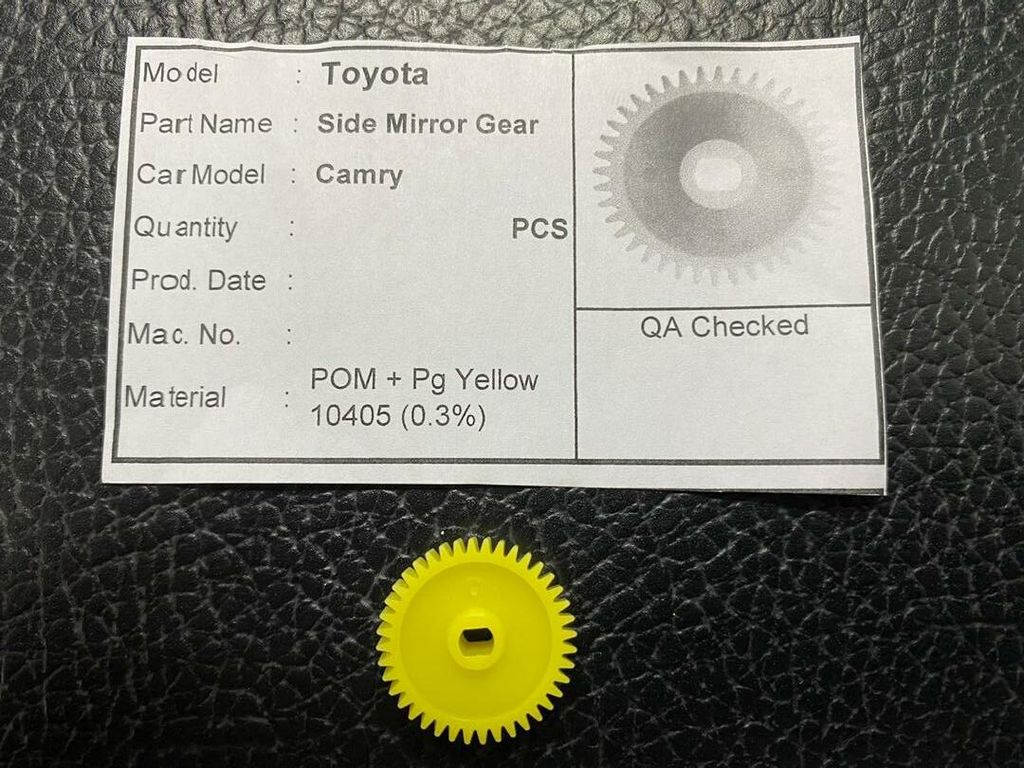 Model : Toyota
Part Name : Side Mirror Gear
Car Model : Camry
Quantity : PCS
Prod. Date :
Mac. No. :
Material : POM + Pg Yellow
10405 (0.3%)
QA Checked